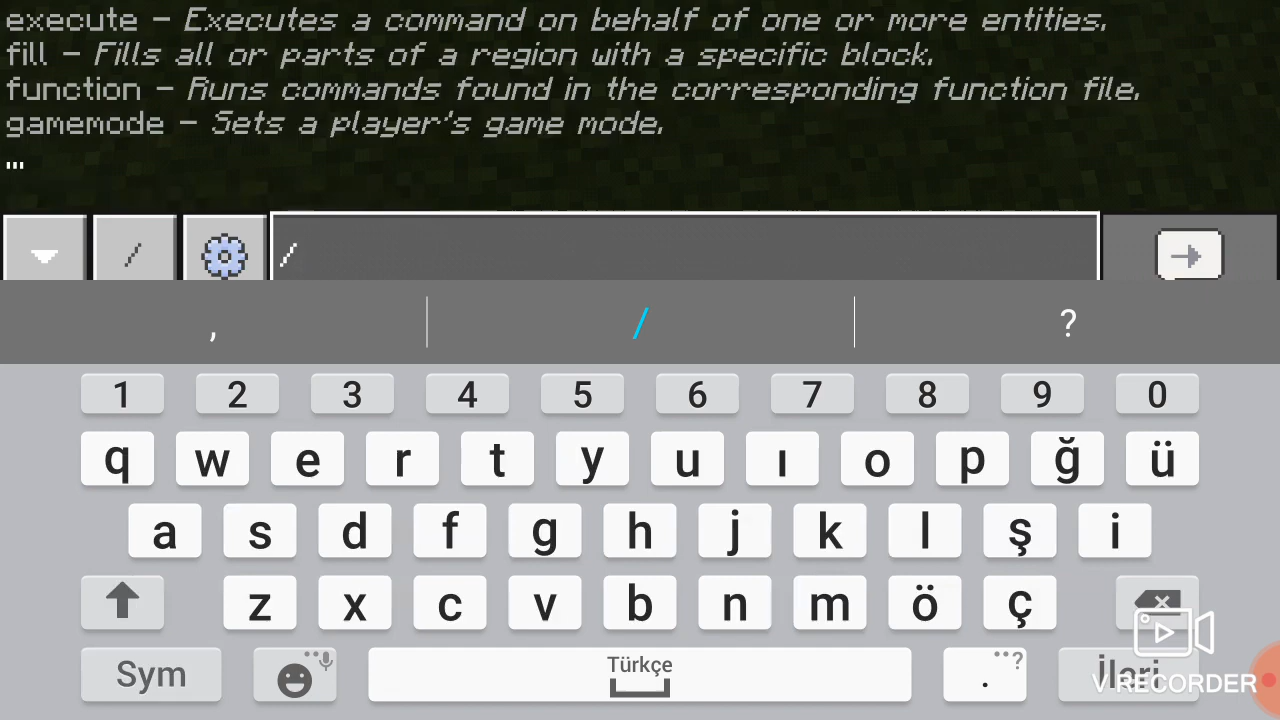 execute – Executes a command on behalf of one or more entities.
fill – Fills all or parts of a region with a specific block.
function – Runs commands found in the corresponding function file.
gamemode – Sets a player's game mode.
...
/ /
, / ?
1 2 3 4 5 6 7 8 9 0
q w e r t y u ı o p ğ ü
a s d f g h j k l ş i
z x c v b n m ö ç
Sym Türkçe . ? İleri
V RECORDER